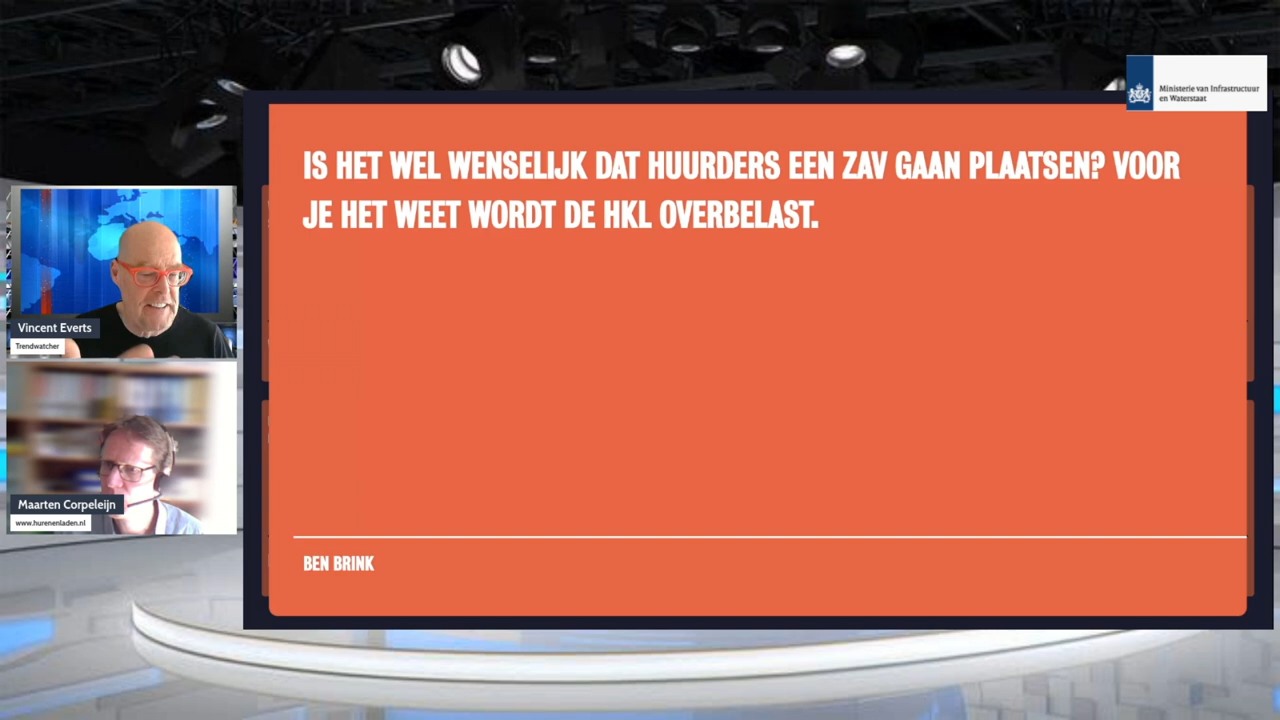 Ministerie van Infrastructuur
en Waterstaat
IS HET WEL WENSELIJK DAT HUURDERS EEN ZAV GAAN PLAATSEN? VOOR
JE HET WEET WORDT DE HKL OVERBELAST.
Vincent Everts
Trendwatcher
Maarten Corpeleijn
www.hurenenladen.nl
BEN BRINK